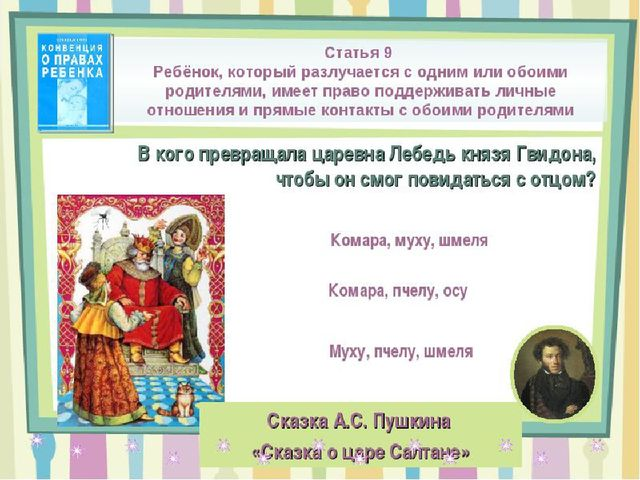 КОНВЕНЦИЯ
О ПРАВАХ
РЕБЕНКА
Статья 9
Ребёнок, который разлучается с одним или обоими
родителями, имеет право поддерживать личные
отношения и прямые контакты с обоими родителями
В кого превращала царевна Лебедь князя Гвидона,
чтобы он смог повидаться с отцом?
Комара, муху, шмеля
Комара, пчелу, осу
Муху, пчелу, шмеля
Сказка А.С. Пушкина
«Сказка о царе Салтане»